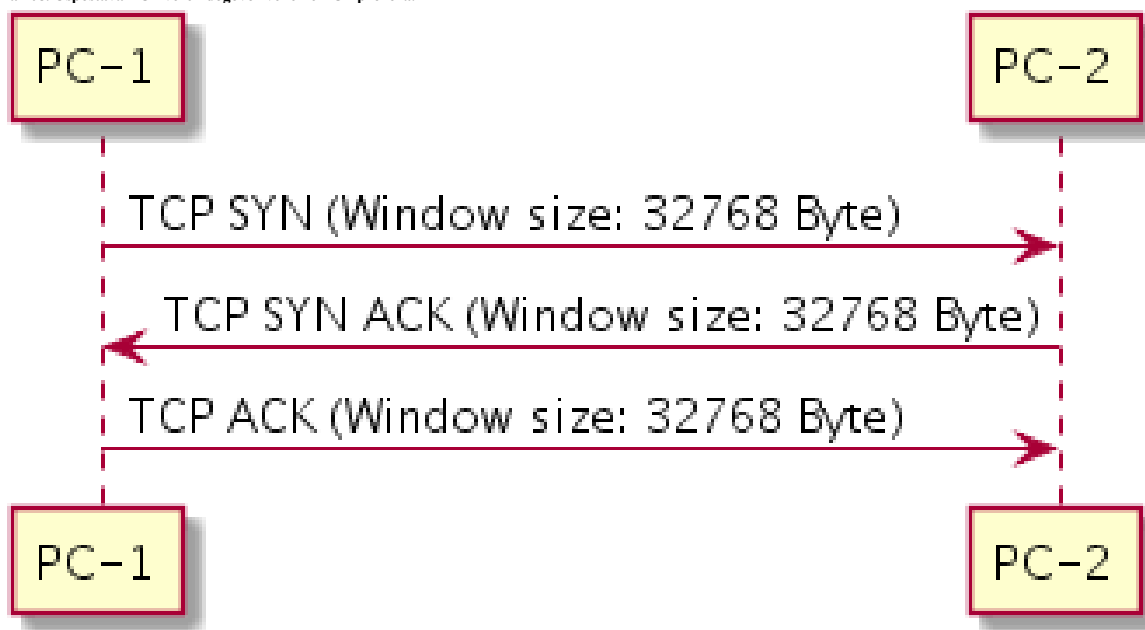 PC-1 PC-2
TCP SYN (Window size: 32768 Byte)
TCP SYN ACK (Window size: 32768 Byte)
TCP ACK (Window size: 32768 Byte)
PC-1 PC-2